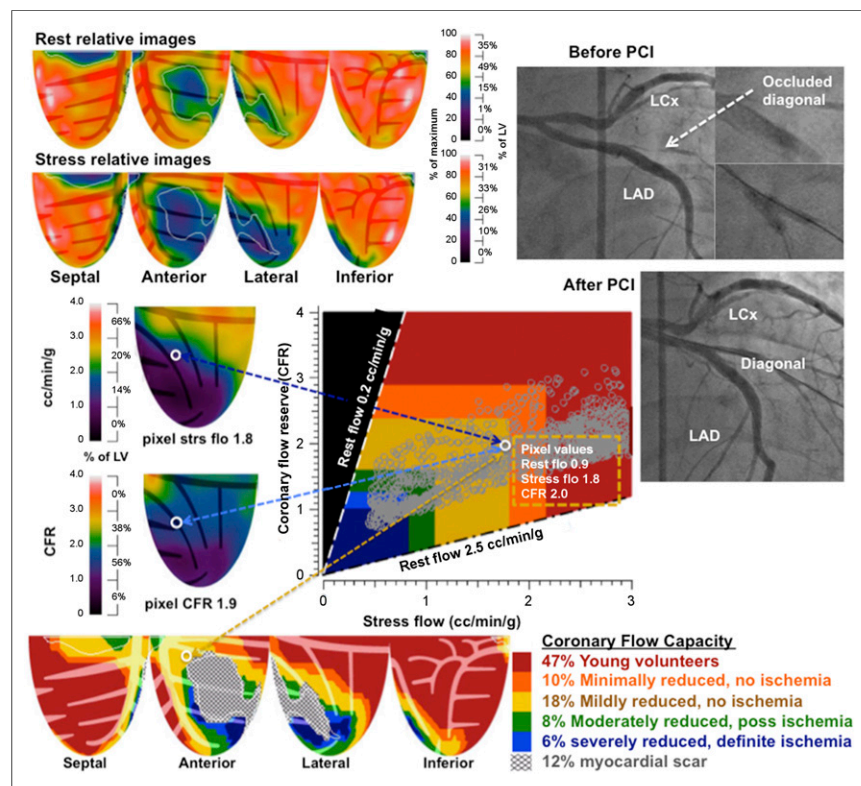 Rest relative images
100
80
60
40
20
0
% of maximum
35%
49%
15%
1%
0%
% of LV
Stress relative images
100
80
60
40
20
0
% of maximum
31%
33%
26%
10%
0%
% of LV
Septal Anterior Lateral Inferior
Before PCI
LCx
Occluded
diagonal
LAD
After PCI
LCx
Diagonal
LAD
4.0
3.0
2.0
1.0
0.0
cc/min/g
66%
20%
14%
0%
% of LV
pixel strs flo 1.8
4.0
3.0
2.0
1.0
0.0
CFR
0%
38%
56%
6%
pixel CFR 1.9
Coronary flow reserve (CFR)
4
3
2
1
0
Rest flow 0.2 cc/min/g
Pixel values
Rest flo 0.9
Stress flo 1.8
CFR 2.0
Rest flow 2.5 cc/min/g
0 1 2 3
Stress flow (cc/min/g)
Septal Anterior Lateral Inferior
Coronary Flow Capacity
47% Young volunteers
10% Minimally reduced, no ischemia
18% Mildly reduced, no ischemia
8% Moderately reduced, poss ischemia
6% severely reduced, definite ischemia
12% myocardial scar